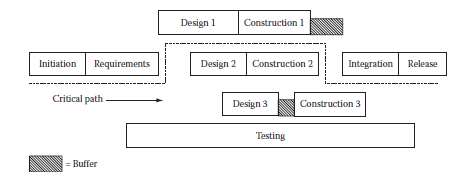 Design 1 Construction 1
Initiation Requirements Design 2 Construction 2 Integration Release
Critical path Design 3 Construction 3
Testing
= Buffer